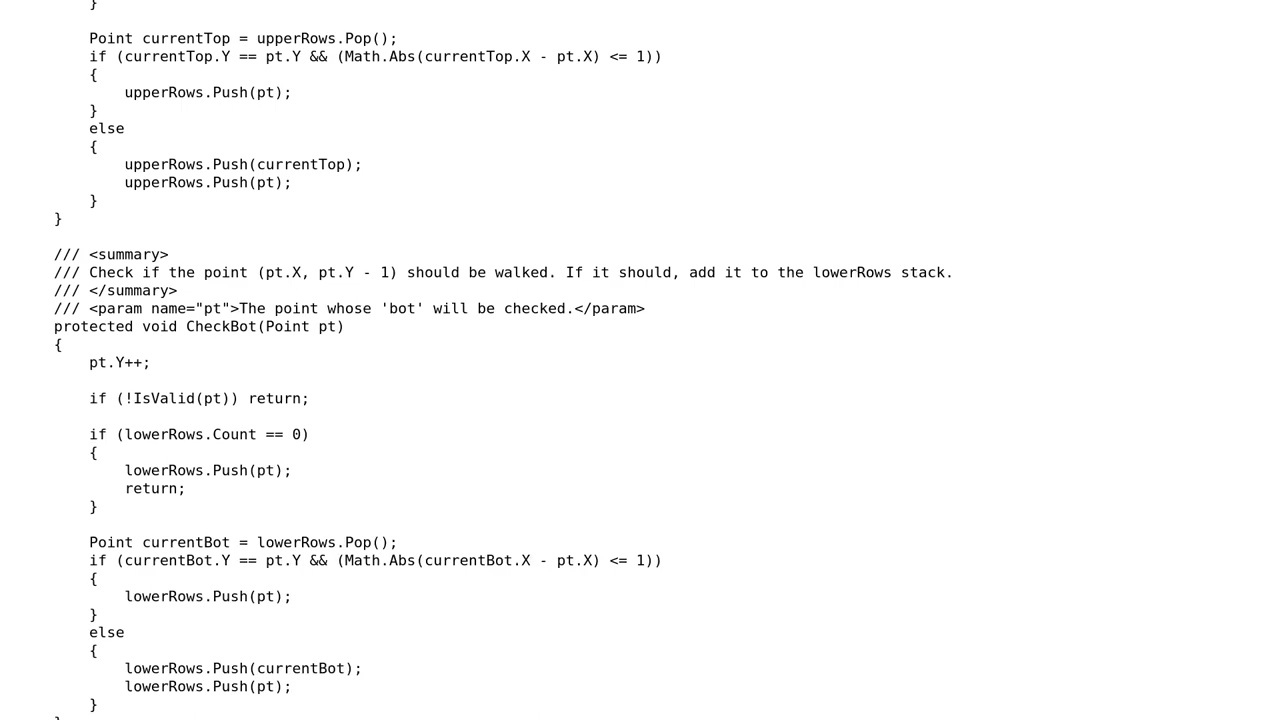 }
Point currentTop = upperRows.Pop();
if (currentTop.Y == pt.Y && (Math.Abs(currentTop.X - pt.X) <= 1))
{
upperRows.Push(pt);
}
else
{
upperRows.Push(currentTop);
upperRows.Push(pt);
}
}
/// <summary>
/// Check if the point (pt.X, pt.Y - 1) should be walked. If it should, add it to the lowerRows stack.
/// </summary>
/// <param name="pt">The point whose 'bot' will be checked.</param>
protected void CheckBot(Point pt)
{
pt.Y++;
if (!IsValid(pt)) return;
if (lowerRows.Count == 0)
{
lowerRows.Push(pt);
return;
}
Point currentBot = lowerRows.Pop();
if (currentBot.Y == pt.Y && (Math.Abs(currentBot.X - pt.X) <= 1))
{
lowerRows.Push(pt);
}
else
{
lowerRows.Push(currentBot);
lowerRows.Push(pt);
}
}